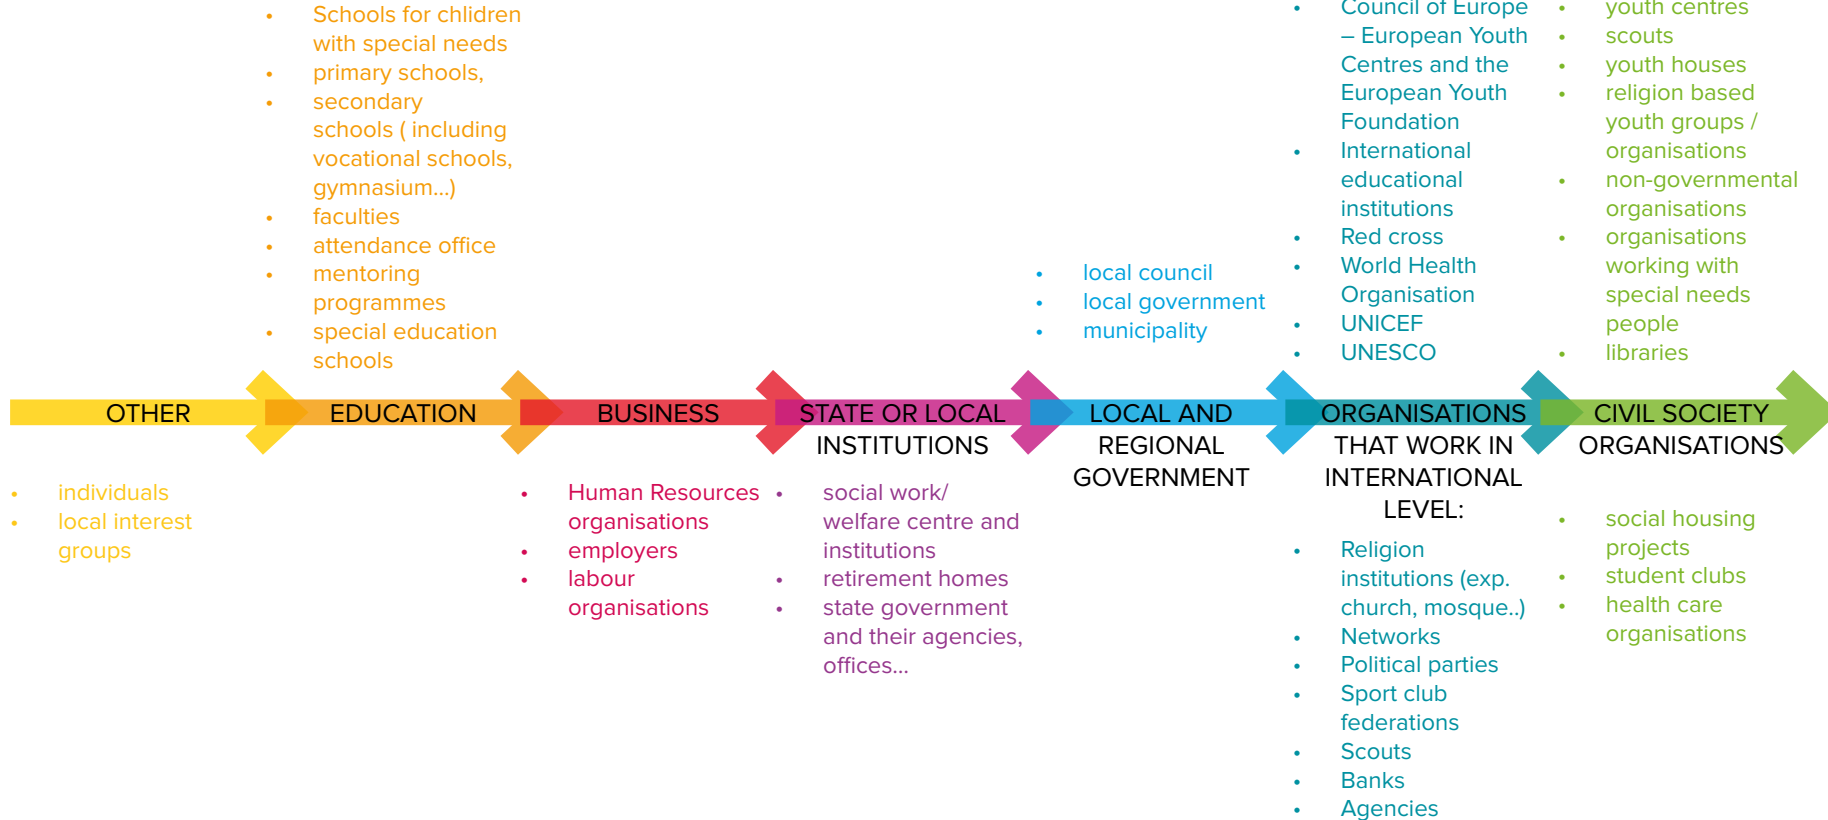 • Schools for chlidren
with special needs
• primary schools,
• secondary
schools ( including
vocational schools,
gymnasium...)
• faculties
• attendance office
• mentoring
programmes
• special education
schools
• local council
• local government
• municipality
• Council of Europe
– European Youth
Centres and the
European Youth
Foundation
• International
educational
institutions
• Red cross
• World Health
Organisation
• UNICEF
• UNESCO
• youth centres
• scouts
• youth houses
• religion based
youth groups /
organisations
• non-governmental
organisations
• organisations
working with
special needs
people
• libraries
OTHER
EDUCATION
BUSINESS
STATE OR LOCAL
INSTITUTIONS
LOCAL AND
REGIONAL
GOVERNMENT
ORGANISATIONS
THAT WORK IN
INTERNATIONAL
LEVEL:
CIVIL SOCIETY
ORGANISATIONS
• individuals
• local interest
groups
• Human Resources
organisations
• employers
• labour
organisations
• social work/
welfare centre and
institutions
• retirement homes
• state government
and their agencies,
offices...
• Religion
institutions (exp.
church, mosque..)
• Networks
• Political parties
• Sport club
federations
• Scouts
• Banks
• Agencies
• social housing
projects
• student clubs
• health care
organisations